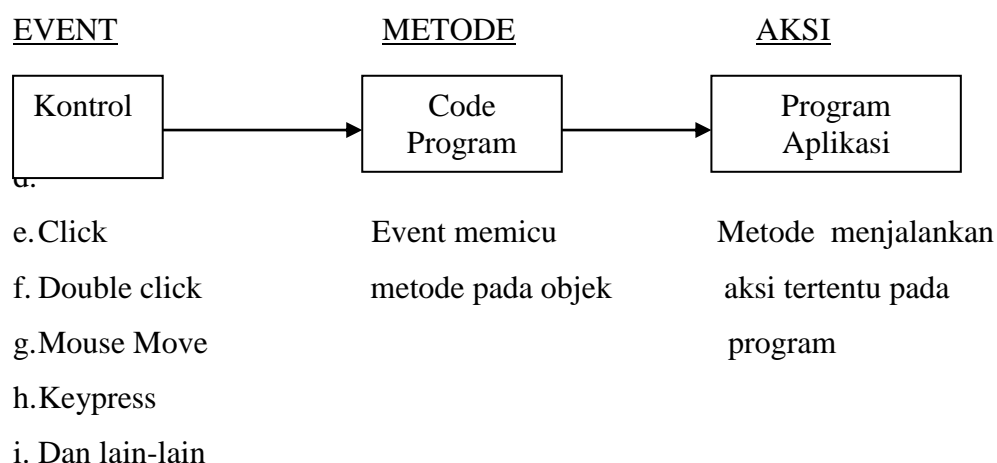 EVENT METODE AKSI
Kontrol Code Program
Program Aplikasi
e.Click Event memicu Metode menjalankan
f. Double click metode pada objek aksi tertentu pada
g.Mouse Move program
h.Keypress
i. Dan lain-lain